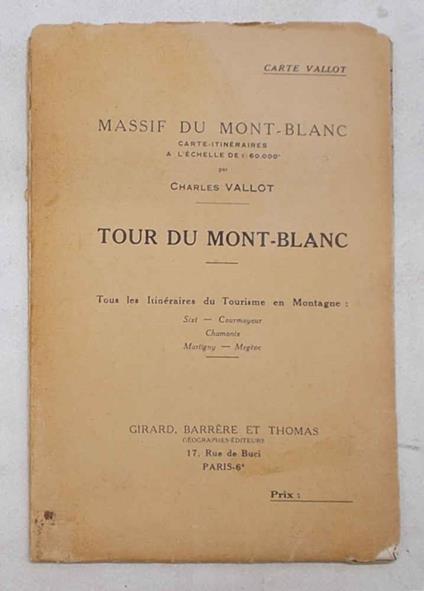 CARTE VALLOT
MASSIF DU MONT-BLANC
CARTE-ITINÉRAIRES
A L'ÉCHELLE DE 1:60.000e
par
CHARLES VALLOT
TOUR DU MONT-BLANC
Tous les Itinéraires du Tourisme en Montagne :
Sixt — Courmayeur
Chamonix
Martigny — Megève
GIRARD, BARRÈRE ET THOMAS
GÉOGRAPHES-ÉDITEURS
17, Rue de Buci
PARIS-6e
Prix :